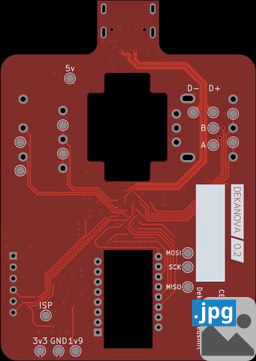 5v
D- D+
B
A
DEKANOVA / 0.2
MOSI
SCK
MISO
ISP
3v3 GND 1v9
.jpg